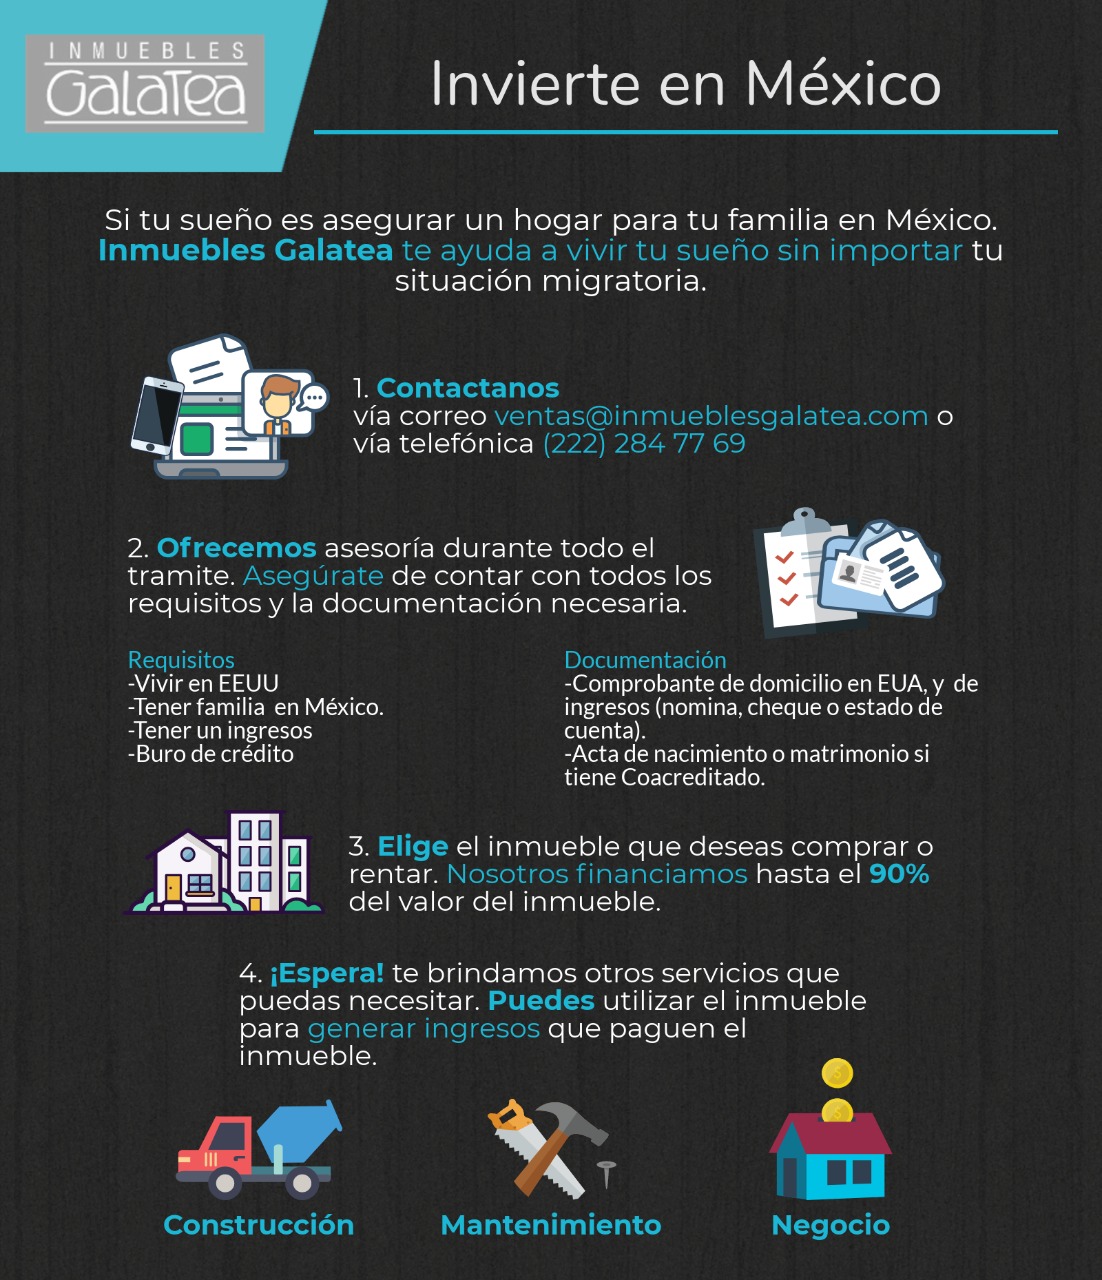 INMUEBLES
GalaTea
Invierte en México
Si tu sueño es asegurar un hogar para tu familia en México.
Inmuebles Galatea te ayuda a vivir tu sueño sin importar tu
situación migratoria.
1. Contactanos
vía correo ventas@inmueblesgalatea.com o
vía telefónica (222) 284 77 69
2. Ofrecemos asesoría durante todo el
tramite. Asegúrate de contar con todos los
requisitos y la documentación necesaria.
Requisitos
-Vivir en EEUU
-Tener familia  en México.
-Tener un ingresos
-Buro de crédito
Documentación
-Comprobante de domicilio en EUA, y  de
ingresos (nomina, cheque o estado de
cuenta).
-Acta de nacimiento o matrimonio si
tiene Coacreditado.
3. Elige el inmueble que deseas comprar o
rentar. Nosotros financiamos hasta el 90%
del valor del inmueble.
4. ¡Espera! te brindamos otros servicios que
puedas necesitar. Puedes utilizar el inmueble
para generar ingresos que paguen el
inmueble.
Construcción
Mantenimiento
Negocio